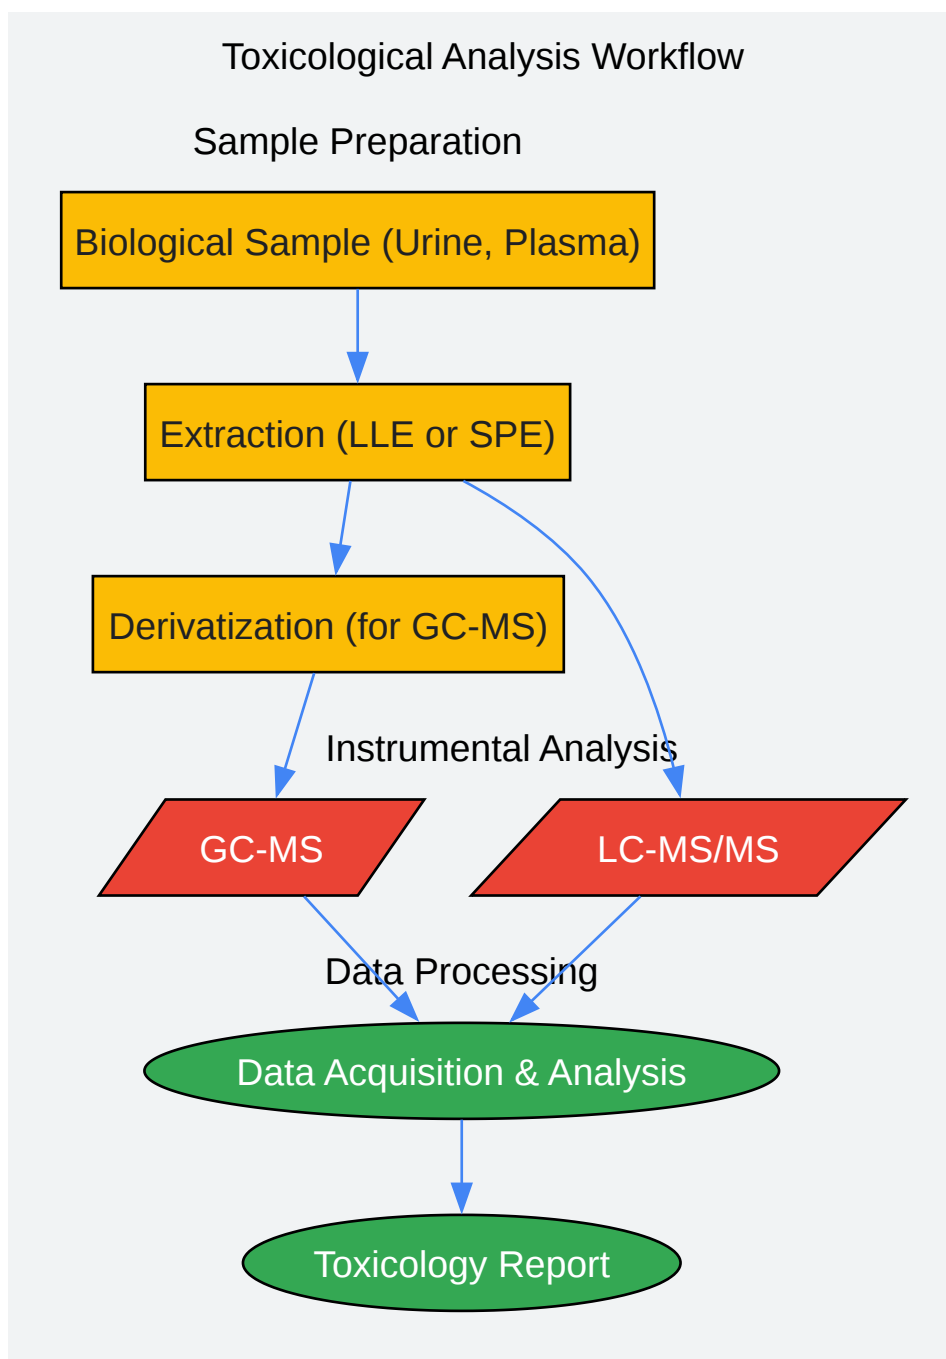 Toxicological Analysis Workflow
Sample Preparation
Biological Sample (Urine, Plasma)
Extraction (LLE or SPE)
Derivatization (for GC-MS)
Instrumental Analysis
GC-MS
LC-MS/MS
Data Processing
Data Acquisition & Analysis
Toxicology Report